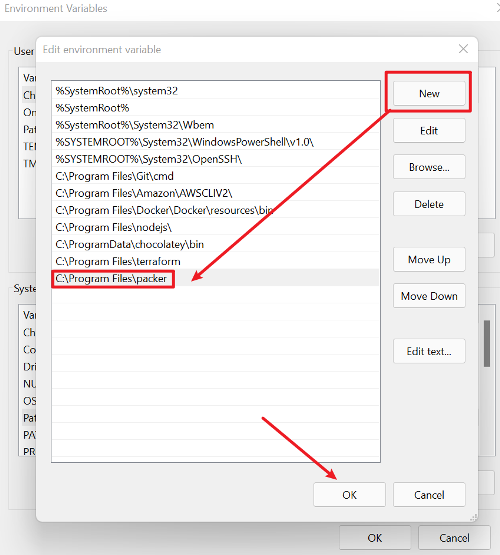 Environment Variables
Edit environment variable
User
Va
Ch
On
Pat
TE
TM
%SystemRoot%\system32
%SystemRoot%
%SystemRoot%\System32\Wbem
%SYSTEMROOT%\System32\WindowsPowerShell\v1.0\
%SYSTEMROOT%\System32\OpenSSH\
C:\Program Files\Git\cmd
C:\Program Files\Amazon\AWSCLIV2\
C:\Program Files\Docker\Docker\resources\bin
C:\Program Files\nodejs\
C:\ProgramData\chocolatey\bin
C:\Program Files\terraform
C:\Program Files\packer
New
Edit
Browse...
Delete
Move Up
Move Down
Edit text...
Syste
Va
Ch
Co
Dri
NU
OS
Pat
PA
PR
OK
Cancel
OK
Cancel